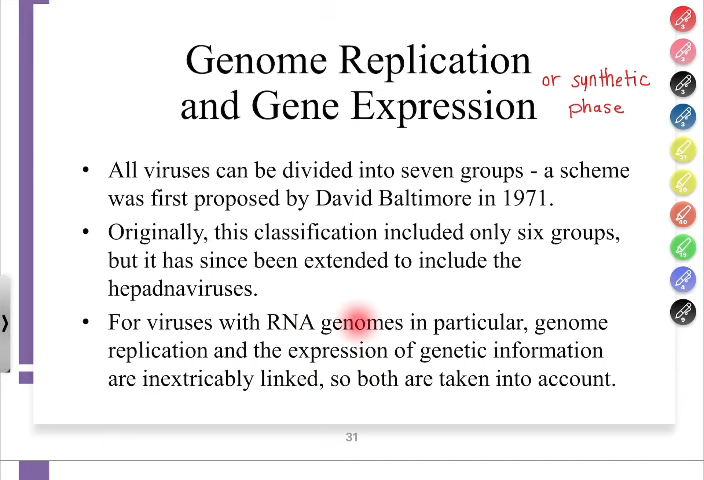 Genome Replication
and Gene Expression
or synthetic
phase
• All viruses can be divided into seven groups - a scheme
was first proposed by David Baltimore in 1971.
• Originally, this classification included only six groups,
but it has since been extended to include the
hepadnaviruses.
• For viruses with RNA genomes in particular, genome
replication and the expression of genetic information
are inextricably linked, so both are taken into account.
31